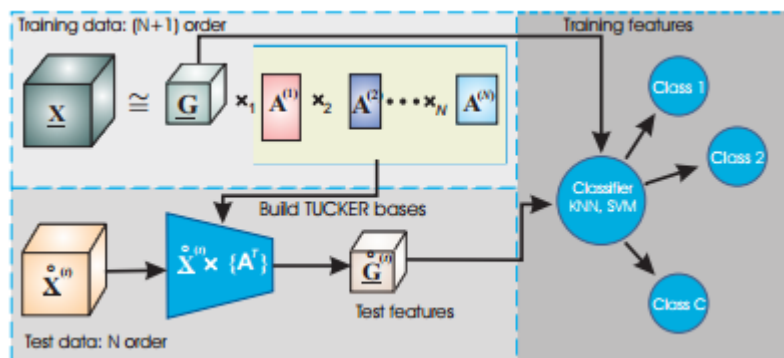 Training data: (N+1) order
Training features
X ≅ G ×₁ A⁽¹⁾ ×₂ A⁽²⁾ ⋯ ×_N A⁽ᴺ⁾
Class 1
Class 2
Classifier
KNN, SVM
Class C
Build TUCKER bases
X̊⁽ᵗ⁾
X̊⁽ᵗ⁾ × {Aᵀ}
G̊⁽ᵗ⁾
Test features
Test data: N order